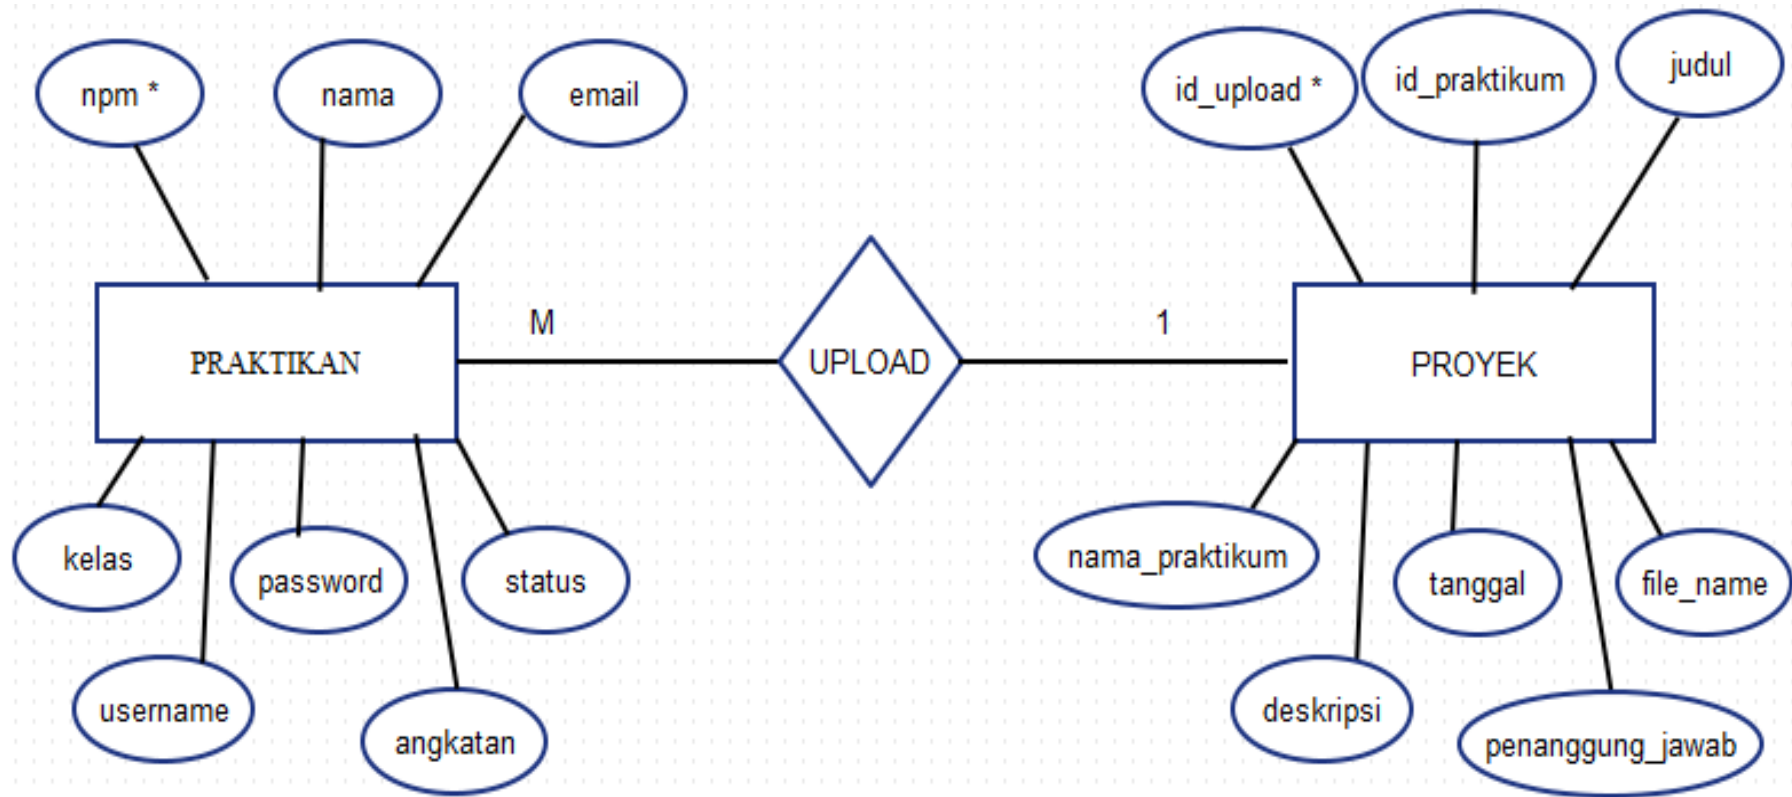 npm *
nama
email
id_upload *
id_praktikum
judul
PRAKTIKAN
M
UPLOAD
1
PROYEK
kelas
password
status
username
angkatan
nama_praktikum
tanggal
file_name
deskripsi
penanggung_jawab